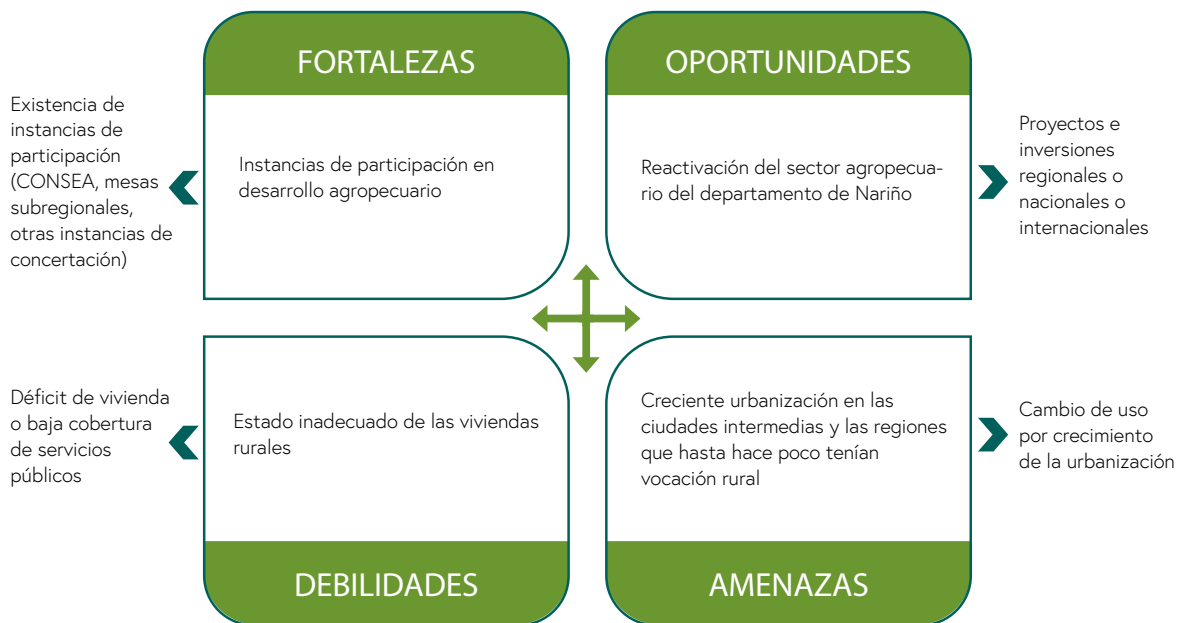 FORTALEZAS
Existencia de
instancias de
participación
(CONSEA, mesas
subregionales,
otras instancias de
concertación)
Instancias de participación en
desarrollo agropecuario
OPORTUNIDADES
Reactivación del sector agropecua-
rio del departamento de Nariño
Proyectos e
inversiones
regionales o
nacionales o
internacionales
Déficit de vivienda
o baja cobertura
de servicios
públicos
Estado inadecuado de las viviendas
rurales
DEBILIDADES
Creciente urbanización en las
ciudades intermedias y las regiones
que hasta hace poco tenían
vocación rural
Cambio de uso
por crecimiento
de la urbanización
AMENAZAS